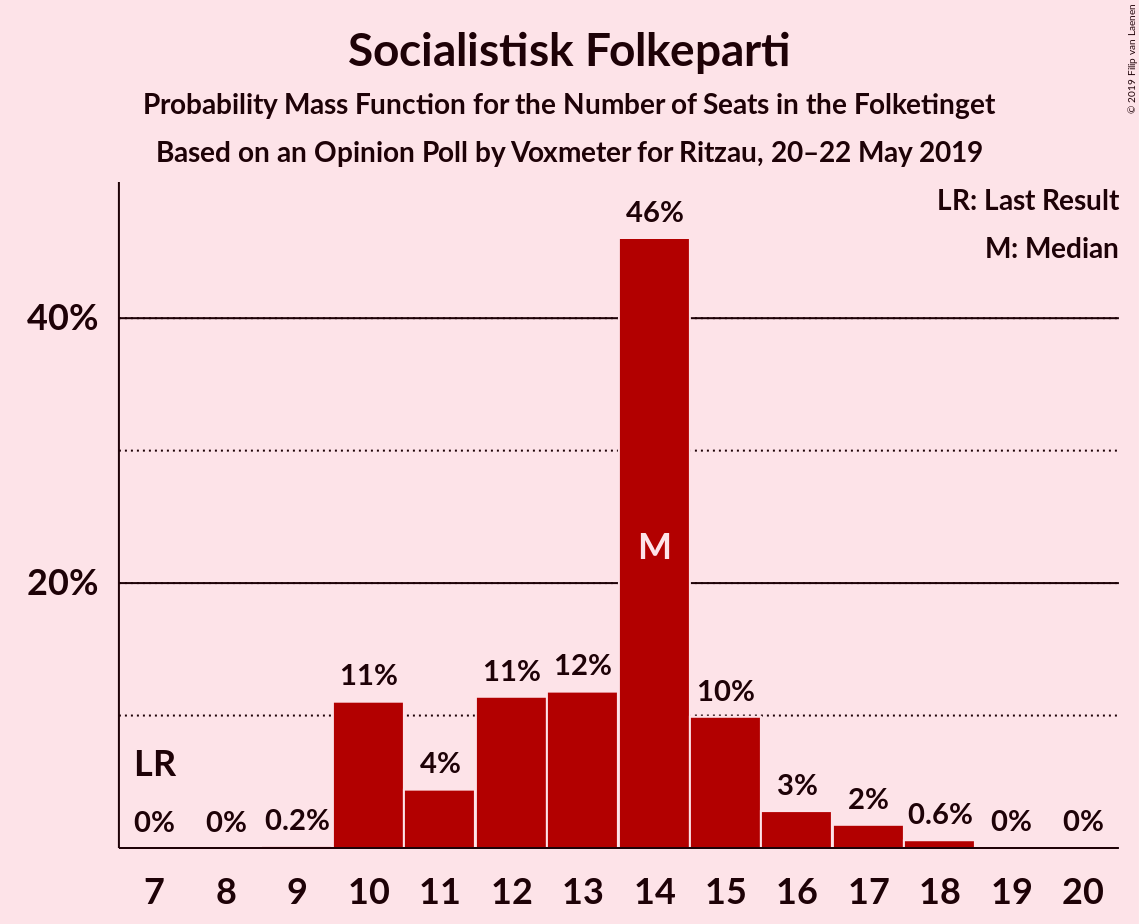 Socialistisk Folkeparti
Probability Mass Function for the Number of Seats in the Folketinget
Based on an Opinion Poll by Voxmeter for Ritzau, 20–22 May 2019
© 2019 Filip van Laenen
LR: Last Result
M: Median
46%
40%
M
20%
11%
4%
11%
12%
10%
3%
2%
0.6%
0%
0%
LR
0%
0%
0.2%
7 8 9 10 11 12 13 14 15 16 17 18 19 20